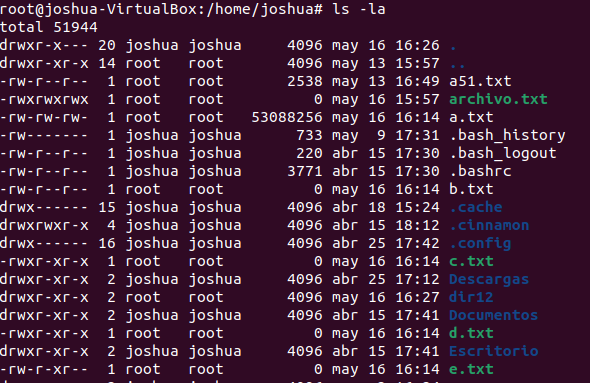 root@joshua-VirtualBox:/home/joshua# ls -la
total 51944
drwxr-x--- 20 joshua joshua 4096 may 16 16:26 .
drwxr-xr-x 14 root root 4096 may 13 15:57 ..
-rw-r--r-- 1 root root 2538 may 13 16:49 a51.txt
-rwxrwxrwx 1 root root 0 may 16 15:57 archivo.txt
-rw-rw-rw- 1 root root 53088256 may 16 16:14 a.txt
-rw------- 1 joshua joshua 733 may 9 17:31 .bash_history
-rw-r--r-- 1 joshua joshua 220 abr 15 17:30 .bash_logout
-rw-r--r-- 1 joshua joshua 3771 abr 15 17:30 .bashrc
-rw-r--r-- 1 root root 0 may 16 16:14 b.txt
drwx------ 15 joshua joshua 4096 abr 18 15:24 .cache
drwxrwxr-x 4 joshua joshua 4096 abr 15 18:12 .cinnamon
drwx------ 16 joshua joshua 4096 abr 25 17:42 .config
-rwxr-xr-x 1 root root 0 may 16 16:14 c.txt
drwxr-xr-x 2 joshua joshua 4096 abr 25 17:12 Descargas
drwxr-xr-x 2 root root 4096 may 16 16:27 dir12
drwxr-xr-x 2 joshua joshua 4096 abr 15 17:41 Documentos
-rwxr-xr-x 1 root root 0 may 16 16:14 d.txt
drwxr-xr-x 2 joshua joshua 4096 abr 15 17:41 Escritorio
-rw-r-xr-- 1 root root 0 may 16 16:14 e.txt